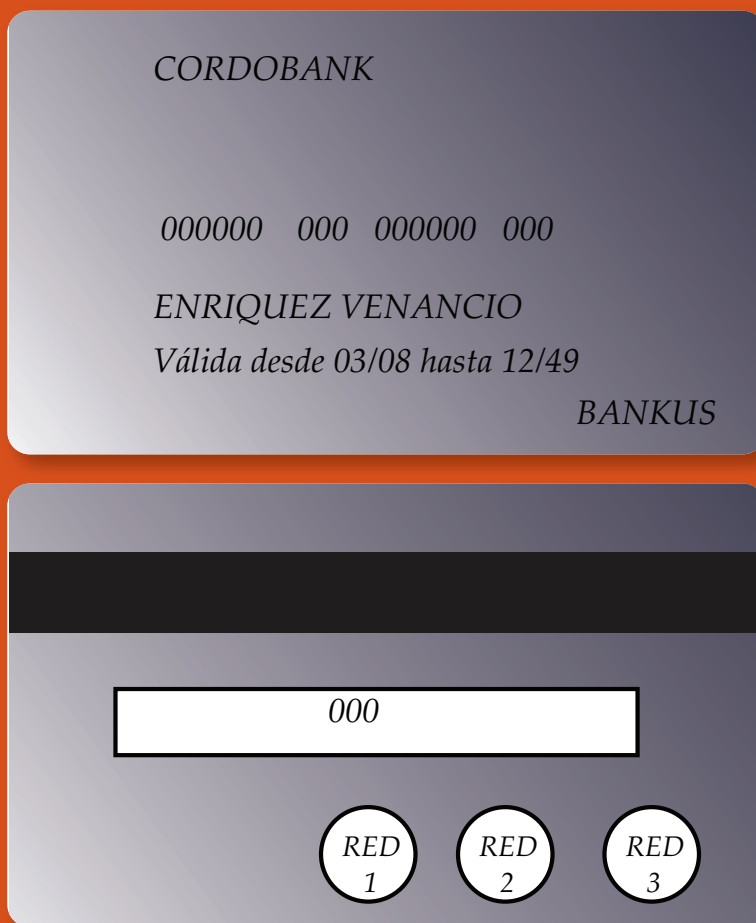 CORDOBANK
000000 000 000000 000
ENRIQUEZ VENANCIO
Válida desde 03/08 hasta 12/49
BANKUS
000
RED RED RED
1 2 3